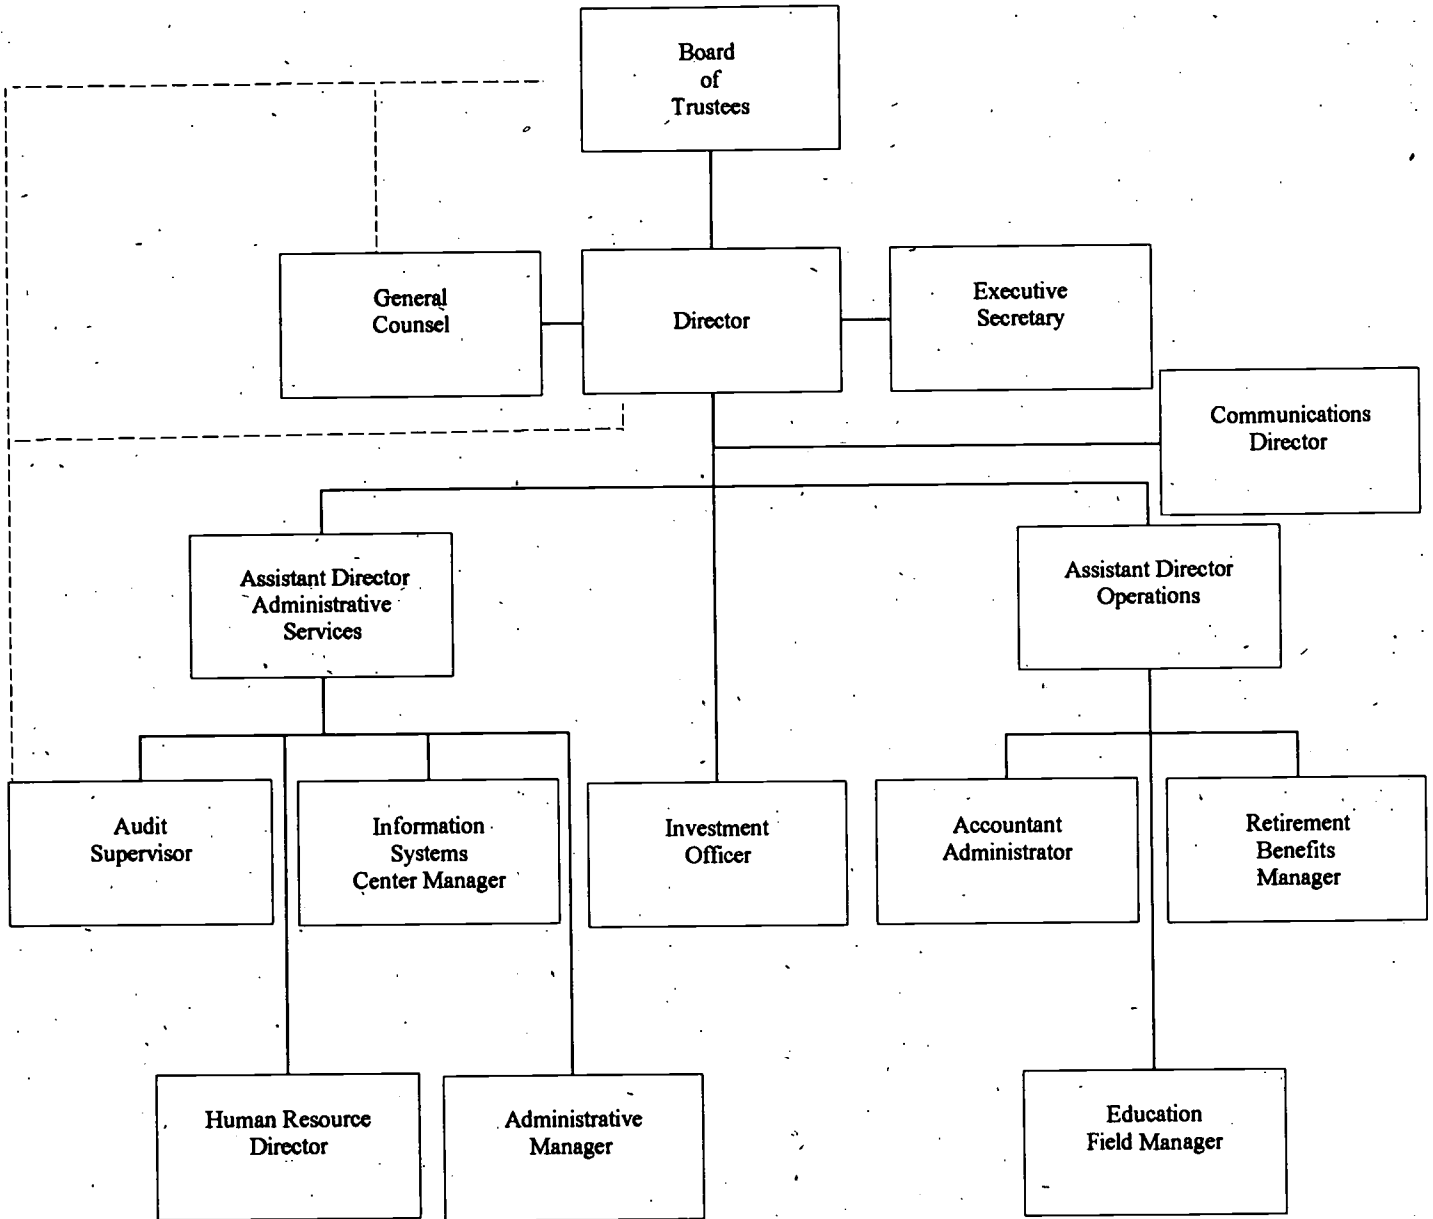 Board
of
Trustees
General
Counsel
Director
Executive
Secretary
Communications
Director
Assistant Director
Administrative
Services
Assistant Director
Operations
Audit
Supervisor
Information
Systems
Center Manager
Investment
Officer
Accountant
Administrator
Retirement
Benefits
Manager
Human Resource
Director
Administrative
Manager
Education
Field Manager